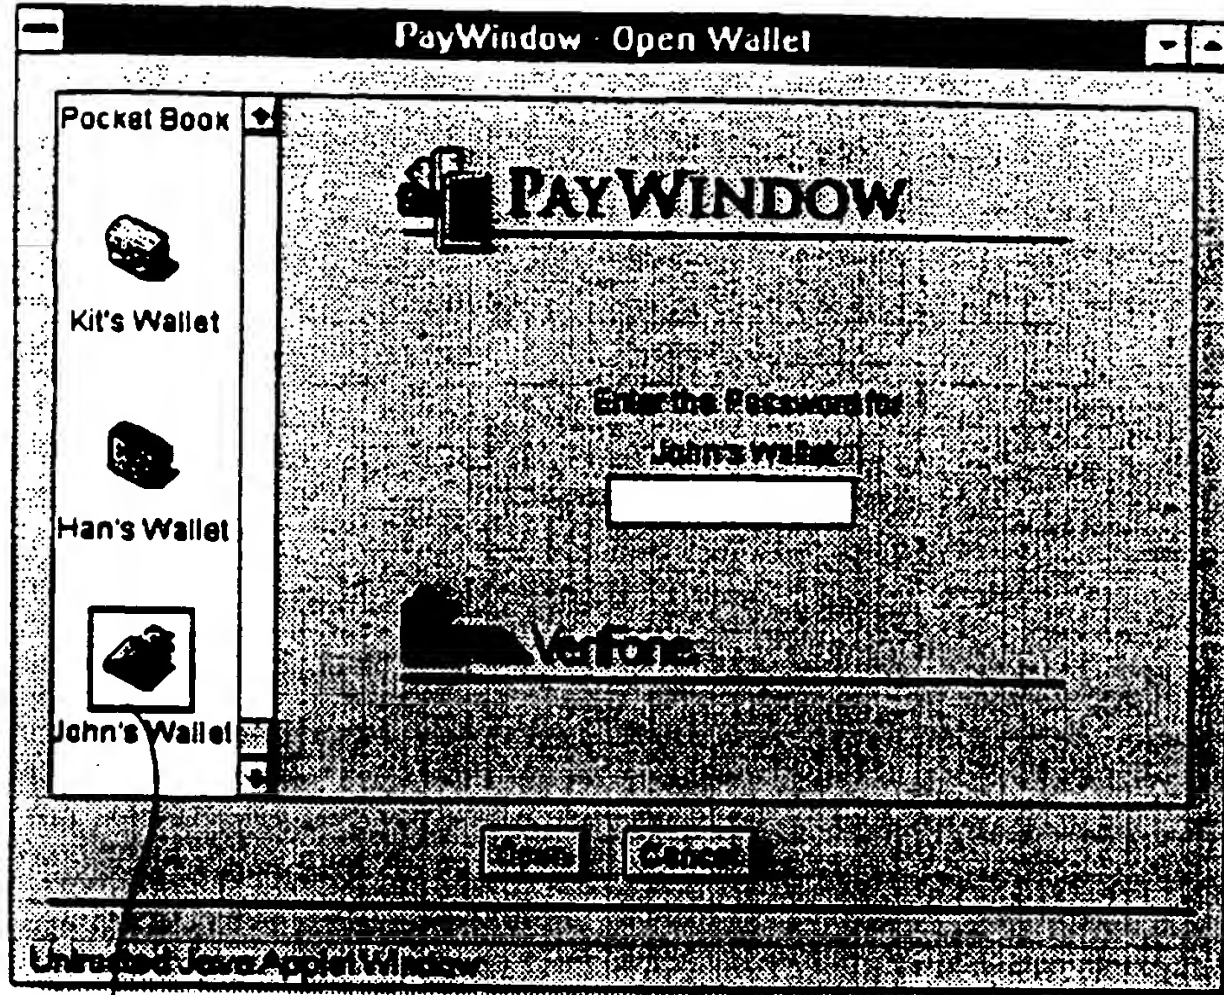 PayWindow - Open Wallet
Pocket Book
PAYWINDOW
Kit's Wallet
Enter the Password for
John's Wallet
Han's Wallet
VeriFone
John's Wallet
Open
Cancel
Untrusted Java Applet Window